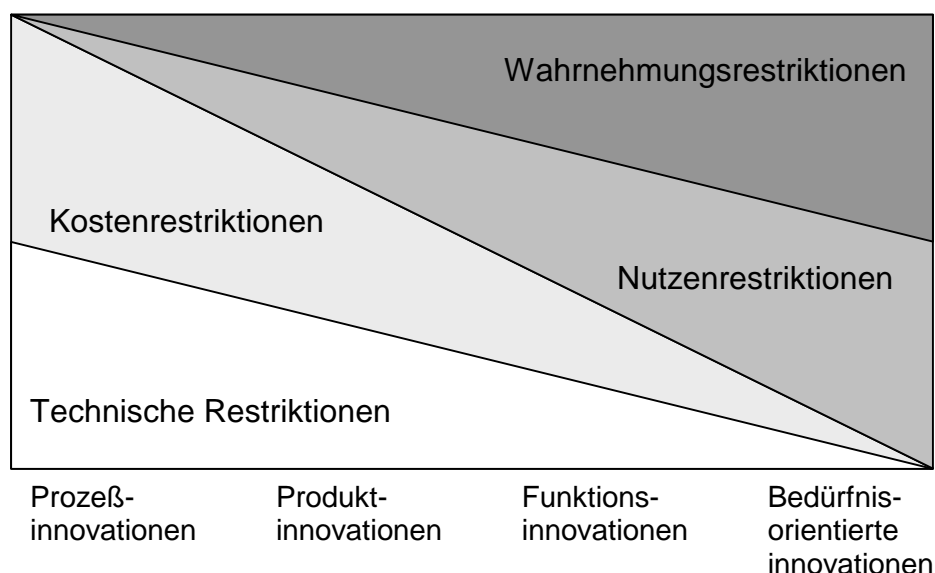 Wahrnehmungsrestriktionen
Kostenrestriktionen
Nutzenrestriktionen
Technische Restriktionen
Prozeß-
innovationen
Produkt-
innovationen
Funktions-
innovationen
Bedürfnis-
orientierte
innovationen